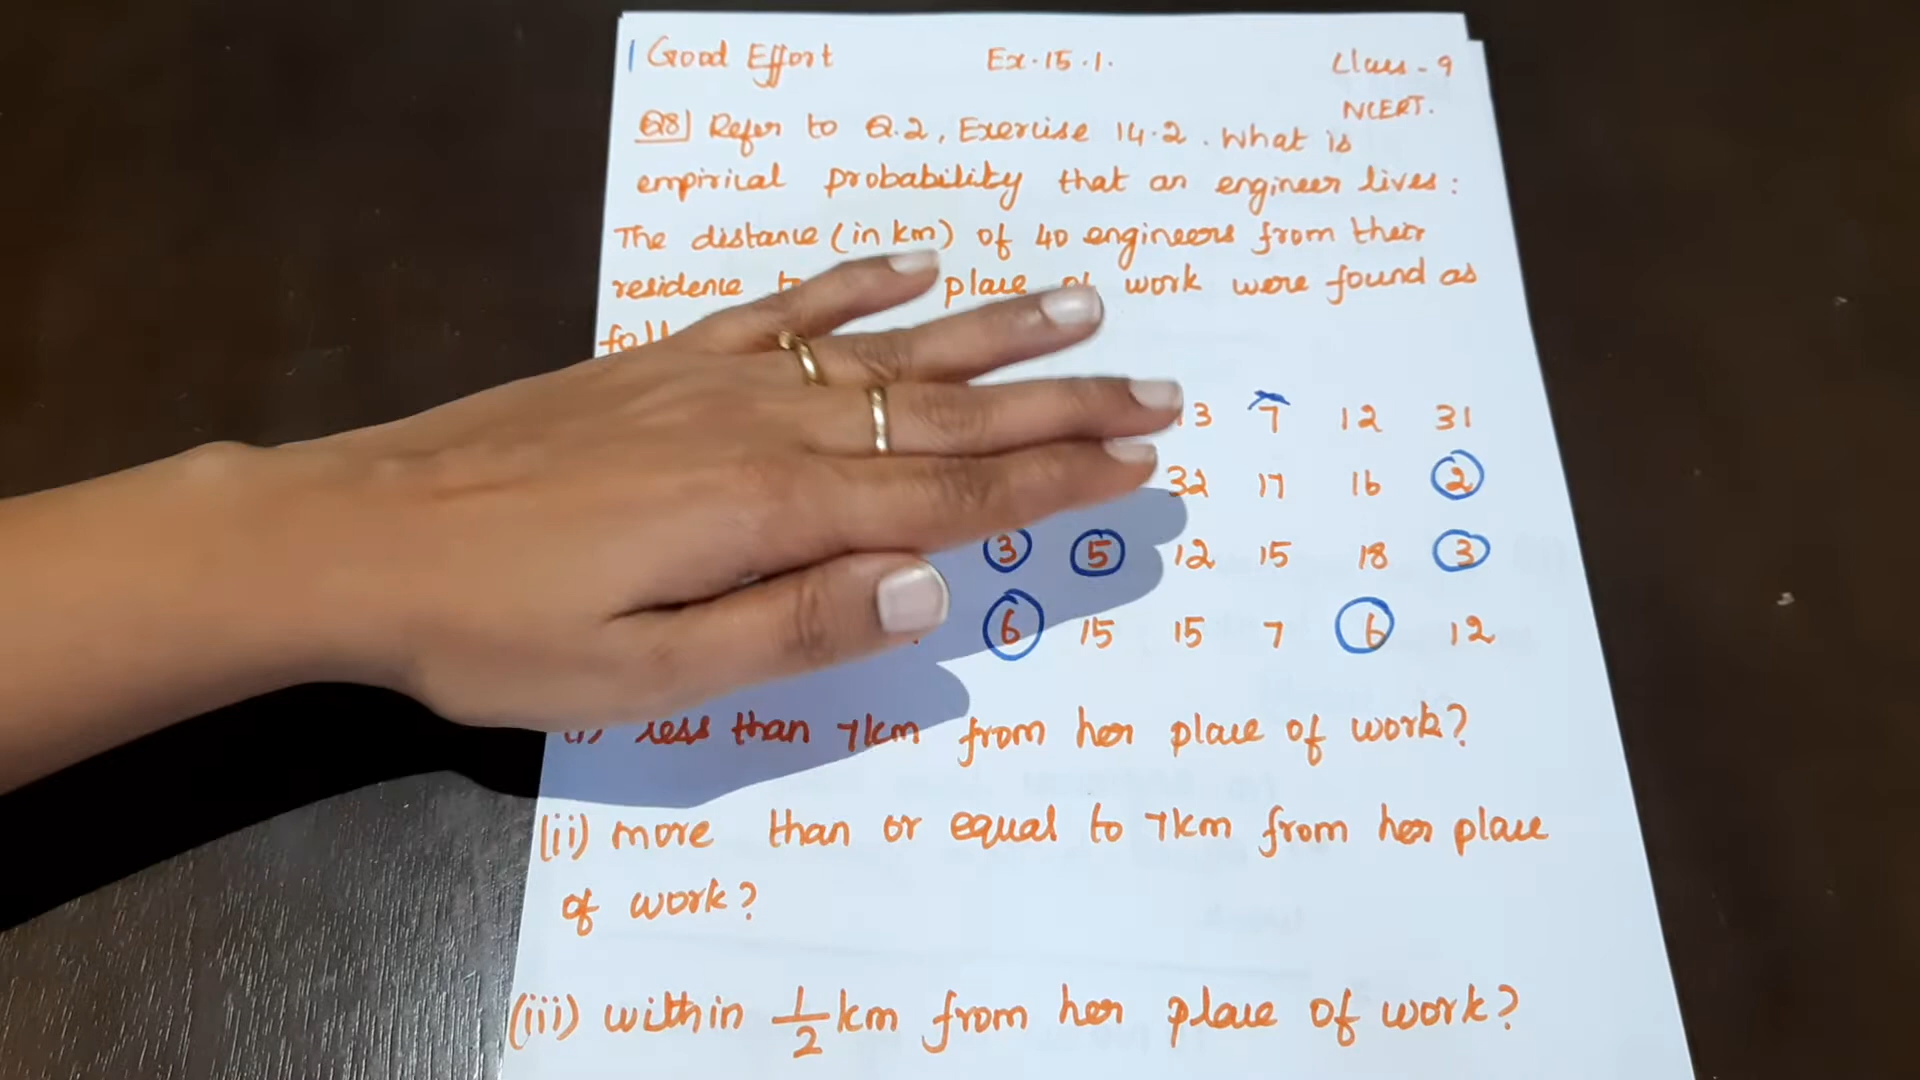 Good Effort Ex.15.1. Class - 9
NCERT.
Q8] Refer to Q.2, Exercise 14.2. What is
empirical probability that an engineer lives:
The distance (in km) of 40 engineers from their
residence place of work were found as
13 7 12 31
32 17 16 2
3 5 12 15 18 3
6 15 15 7 6 12
(i) less than 7km from her place of work?
(ii) more than or equal to 7km from her place
of work?
(iii) within 1/2 km from her place of work?